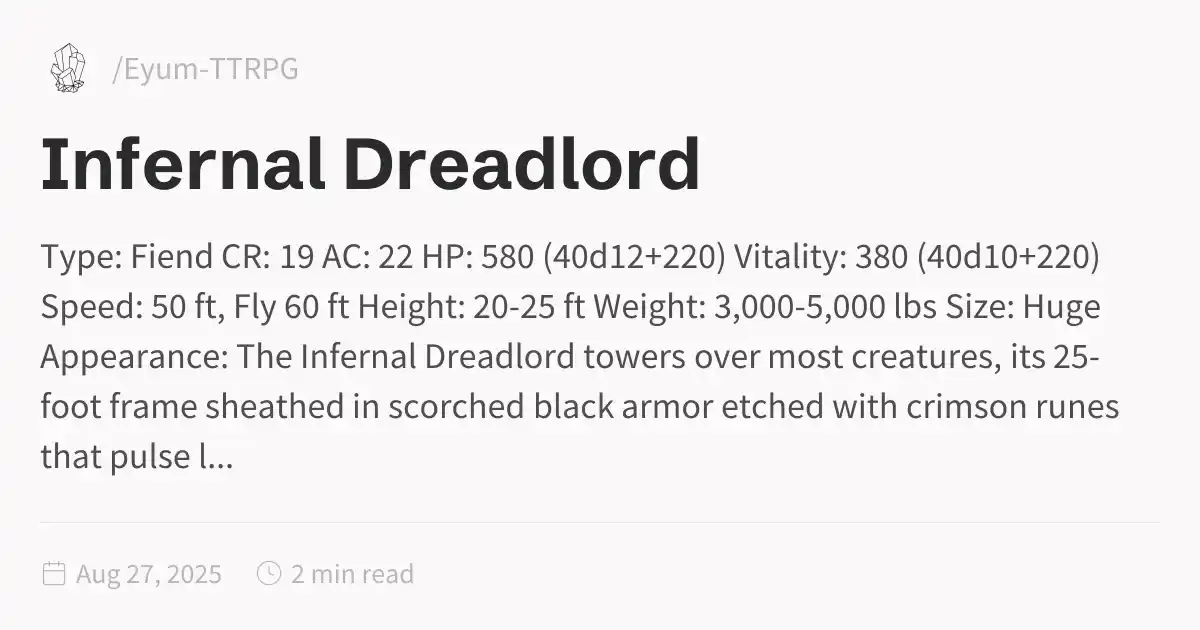 /Eyum-TTRPG
Infernal Dreadlord
Type: Fiend CR: 19 AC: 22 HP: 580 (40d12+220) Vitality: 380 (40d10+220)
Speed: 50 ft, Fly 60 ft Height: 20-25 ft Weight: 3,000-5,000 lbs Size: Huge
Appearance: The Infernal Dreadlord towers over most creatures, its 25-
foot frame sheathed in scorched black armor etched with crimson runes
that pulse l...
Aug 27, 2025 2 min read